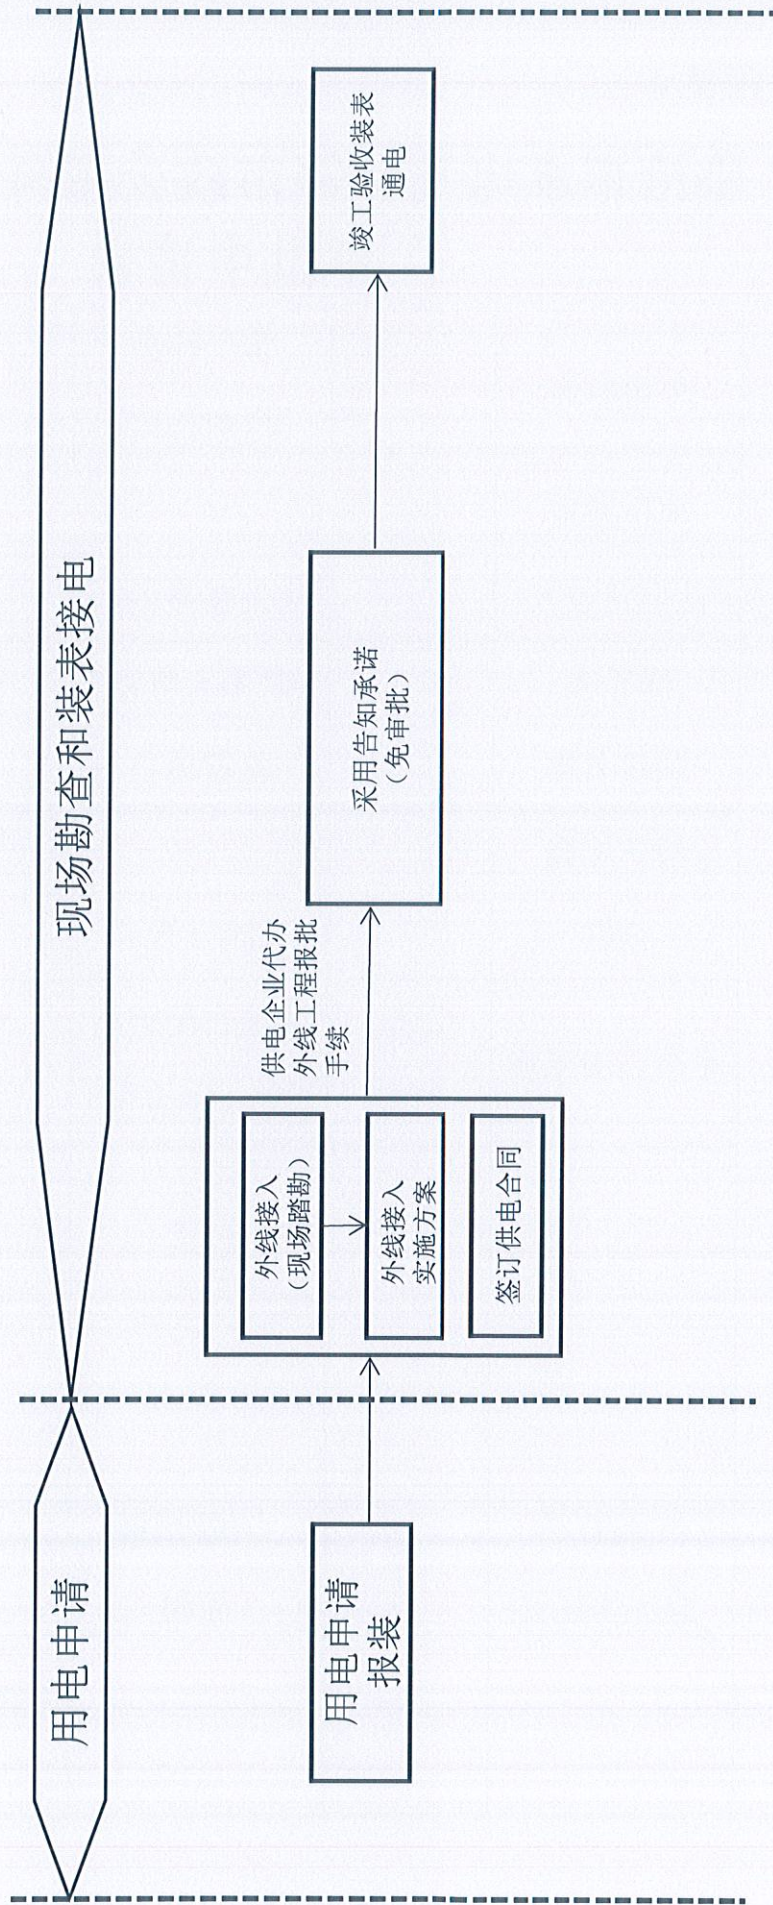 用电申请
现场勘查和装表接电
用电申请
报装
外线接入
（现场踏勘）
外线接入
实施方案
签订供电合同
供电企业代办
外线工程报批
手续
采用告知承诺
（免审批）
竣工验收装表
通电